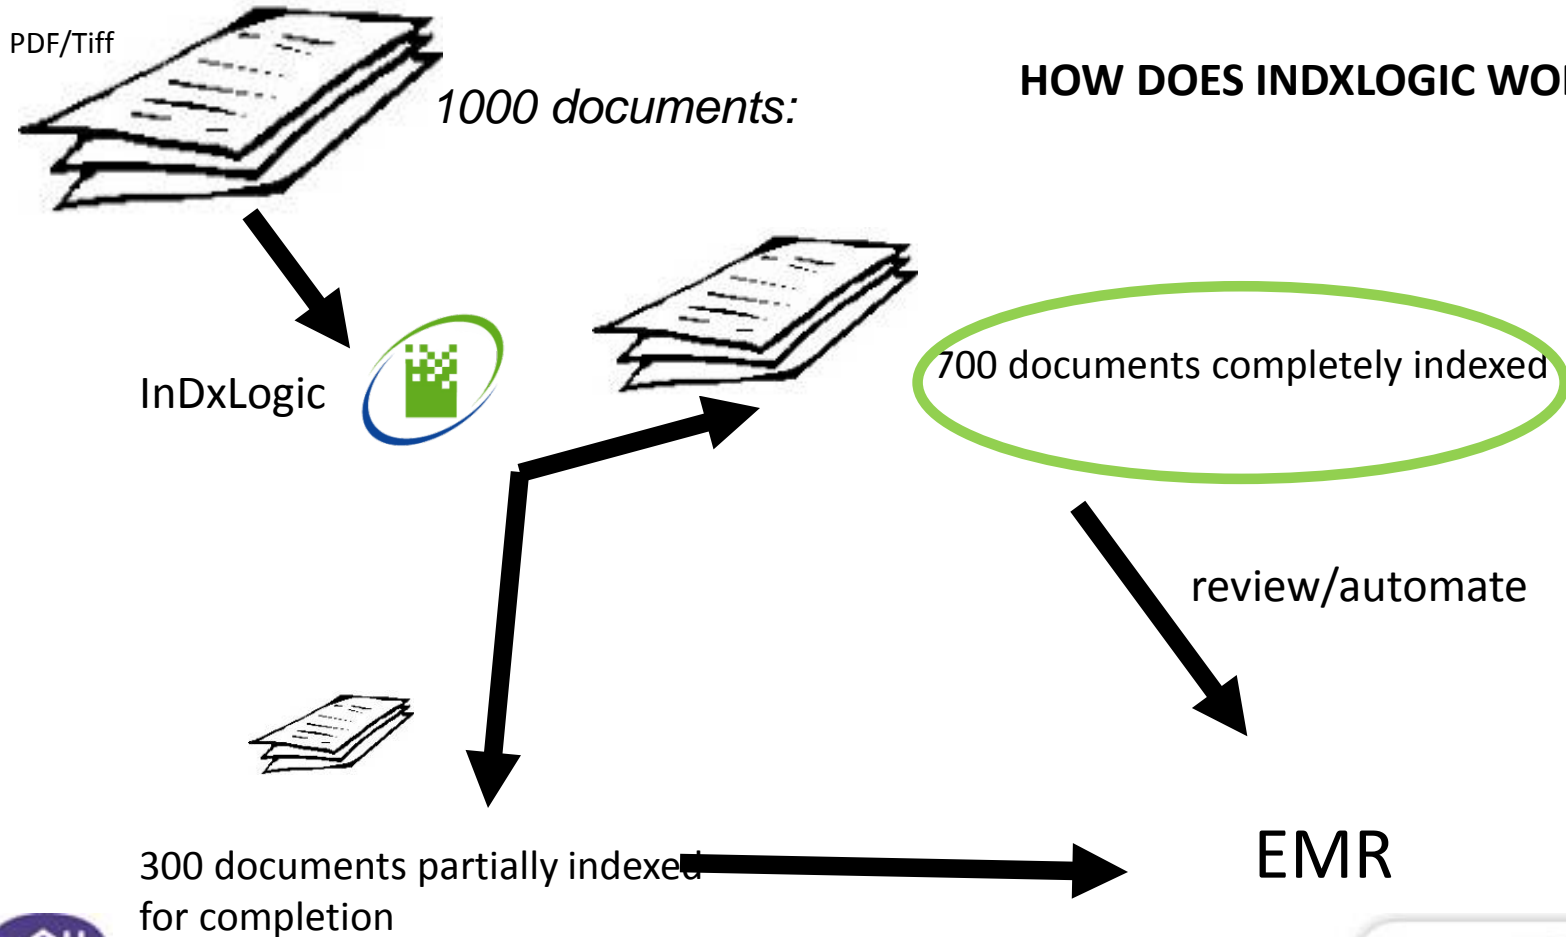 PDF/Tiff
HOW DOES INDXLOGIC WO
1000 documents:
700 documents completely indexed
InDxLogic
review/automate
EMR
300 documents partially indexed
for completion